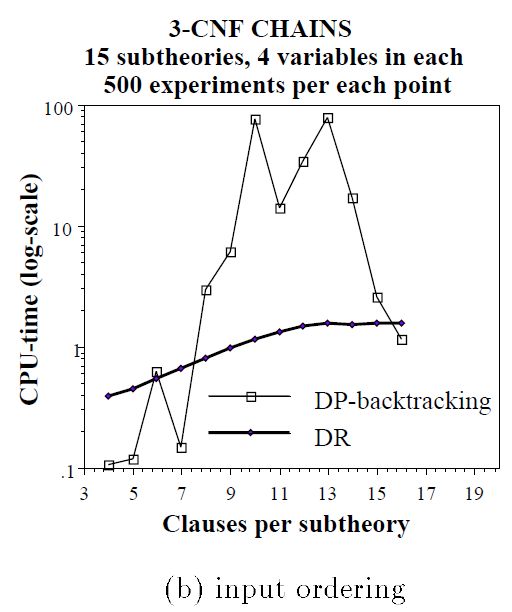 3-CNF CHAINS
15 subtheories, 4 variables in each
500 experiments per each point
100
10
1
.1
CPU-time (log-scale)
DP-backtracking
DR
3 5 7 9 11 13 15 17 19
Clauses per subtheory
(b) input ordering